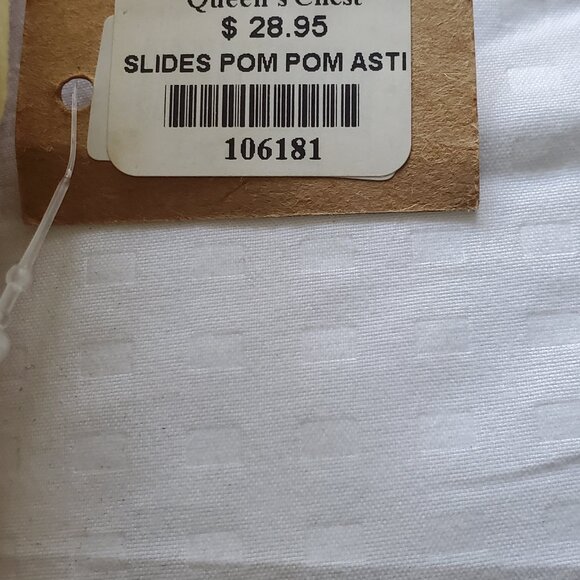 Queen's Chest
$ 28.95
SLIDES POM POM ASTI
106181